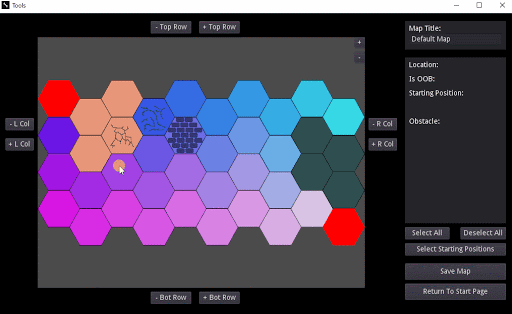 Tools
- Top Row
+ Top Row
Map Title:
Default Map
+
-
Location:
Is OOB:
Starting Position:
Obstacle:
- L Col
+ L Col
- R Col
+ R Col
Select All
Deselect All
Select Starting Positions
Save Map
Return To Start Page
- Bot Row
+ Bot Row